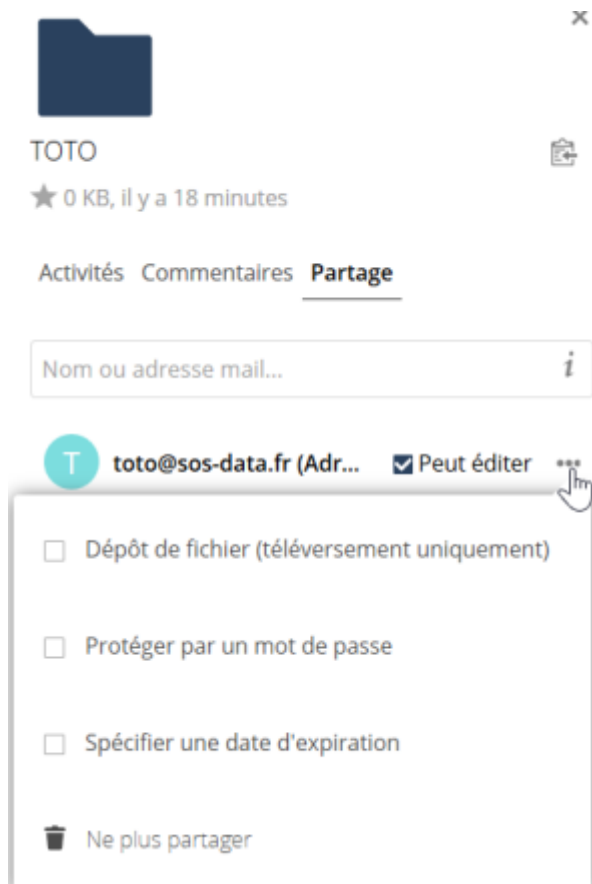 TOTO
0 KB, il y a 18 minutes
Activités Commentaires Partage
Nom ou adresse mail... i
T toto@sos-data.fr (Adr... Peut éditer
Dépôt de fichier (téléversement uniquement)
Protéger par un mot de passe
Spécifier une date d'expiration
Ne plus partager